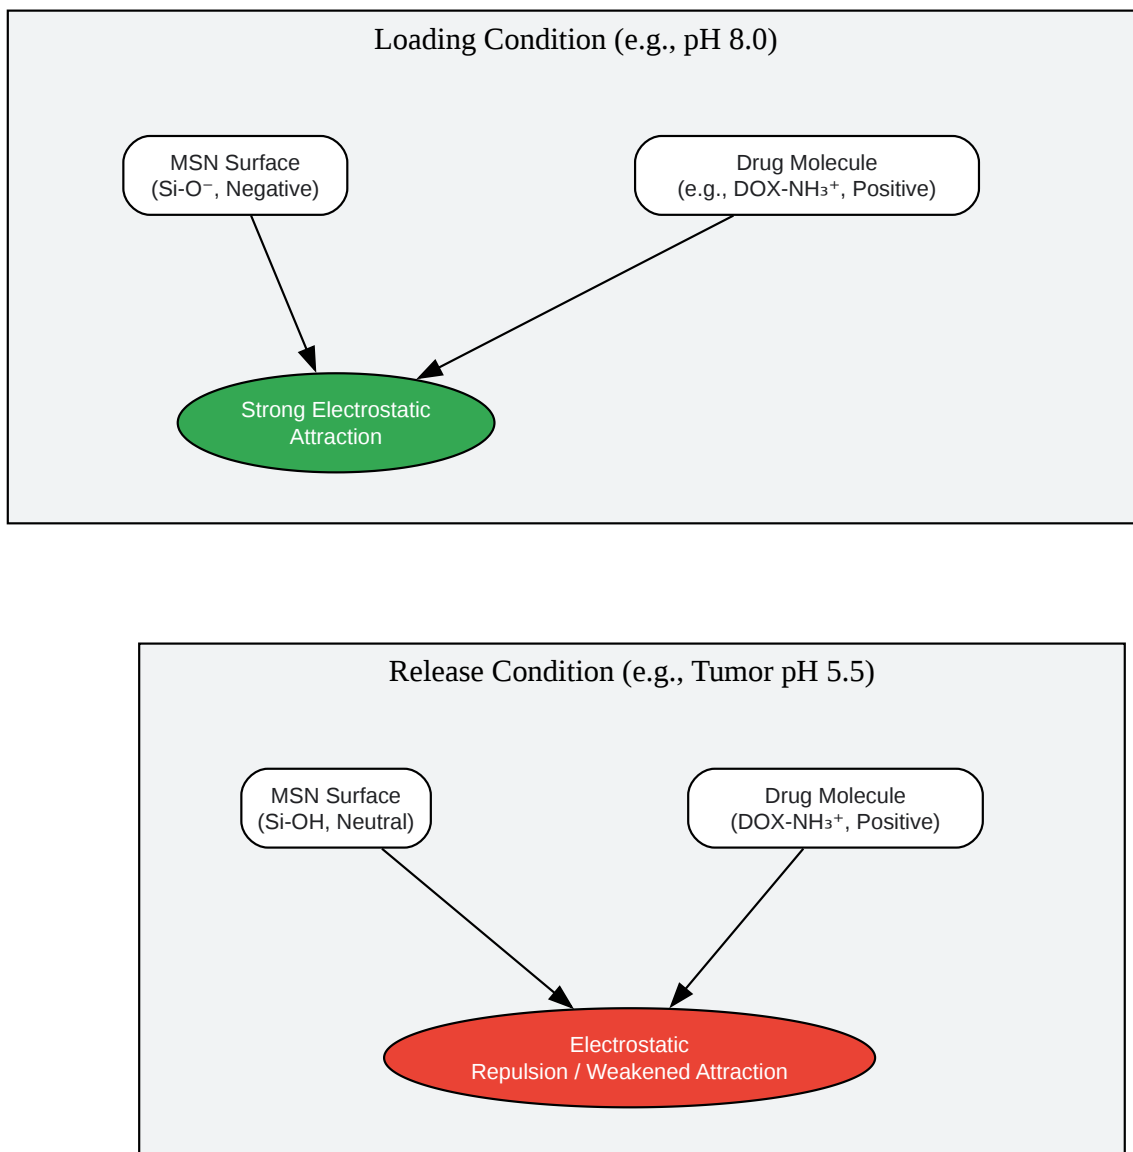 Loading Condition (e.g., pH 8.0)
MSN Surface
(Si-O⁻, Negative)
Drug Molecule
(e.g., DOX-NH₃⁺, Positive)
Strong Electrostatic
Attraction
Release Condition (e.g., Tumor pH 5.5)
MSN Surface
(Si-OH, Neutral)
Drug Molecule
(DOX-NH₃⁺, Positive)
Electrostatic
Repulsion / Weakened Attraction